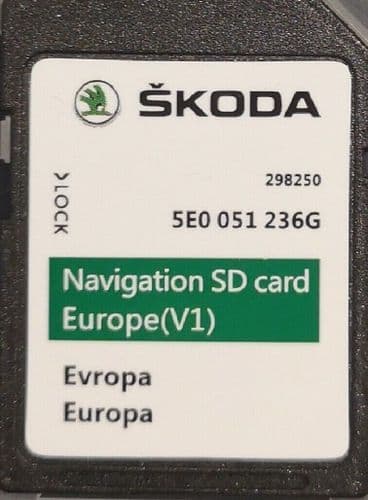 ŠKODA
298250
> LOCK
5E0 051 236G
Navigation SD card
Europe(V1)
Evropa
Europa